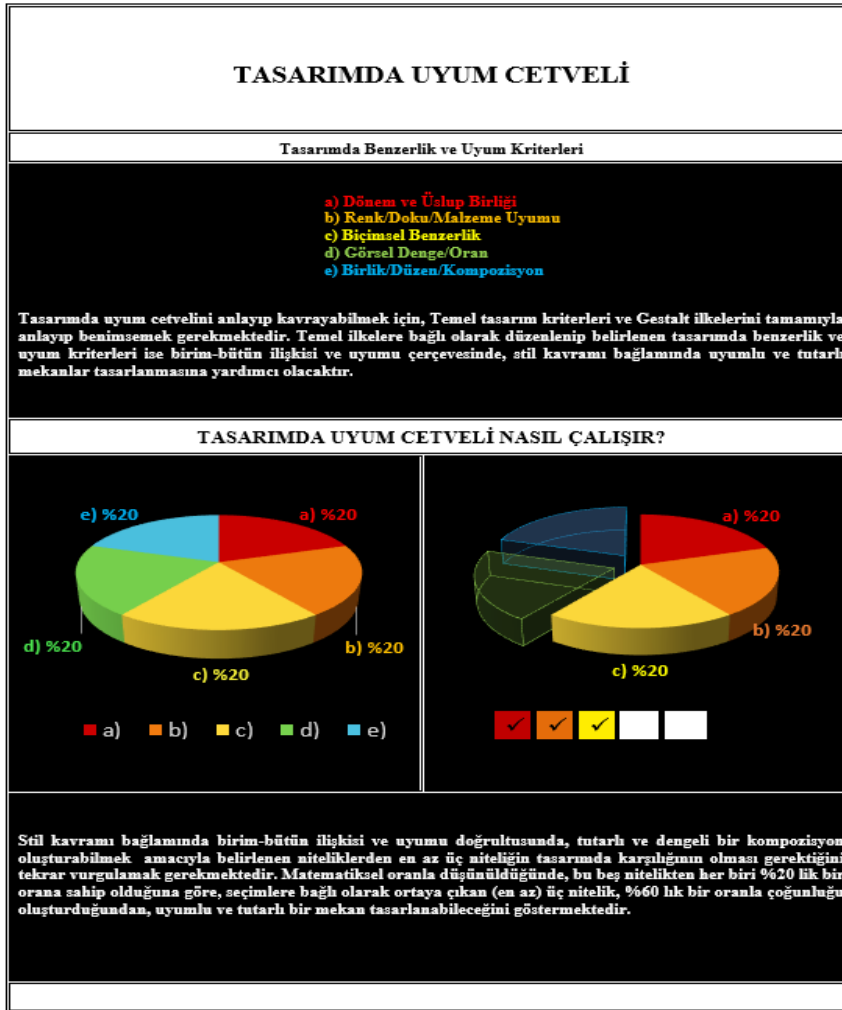 TASARIMDA UYUM CETVELİ
Tasarımda Benzerlik ve Uyum Kriterleri
a) Dönem ve Üslup Birliği
b) Renk/Doku/Malzeme Uyumu
c) Biçimsel Benzerlik
d) Görsel Denge/Oran
e) Birlik/Düzen/Kompozisyon
Tasarımda uyum cetvelini anlayıp kavrayabilmek için, Temel tasarım kriterleri ve Gestalt ilkelerini tamamıyla
anlayıp benimsemek gerekmektedir. Temel ilkelere bağlı olarak düzenlenip belirlenen tasarımda benzerlik ve
uyum kriterleri ise birim-bütün ilişkisi ve uyumu çerçevesinde, stil kavramı bağlamında uyumlu ve tutarlı
mekanlar tasarlanmasına yardımcı olacaktır.
TASARIMDA UYUM CETVELİ NASIL ÇALIŞIR?
e) %20
a) %20
d) %20
b) %20
c) %20
a) b) c) d) e)
a) %20
b) %20
c) %20
Stil kavramı bağlamında birim-bütün ilişkisi ve uyumu doğrultusunda, tutarlı ve dengeli bir kompozisyon
oluşturabilmek amacıyla belirlenen niteliklerden en az üç niteliğin tasarımda karşılığının olması gerektiğini
tekrar vurgulamak gerekmektedir. Matematiksel oranla düşünüldüğünde, bu beş nitelikten her biri %20 lik bir
orana sahip olduğuna göre, seçimlere bağlı olarak ortaya çıkan (en az) üç nitelik, %60 lık bir oranla çoğunluğu
oluşturduğundan, uyumlu ve tutarlı bir mekan tasarlanabileceğini göstermektedir.